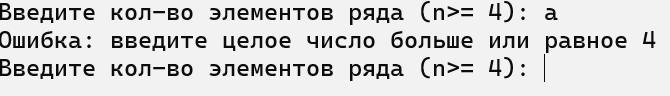 Введите кол-во элементов ряда (n>= 4): а
Ошибка: введите целое число больше или равное 4
Введите кол-во элементов ряда (n>= 4):